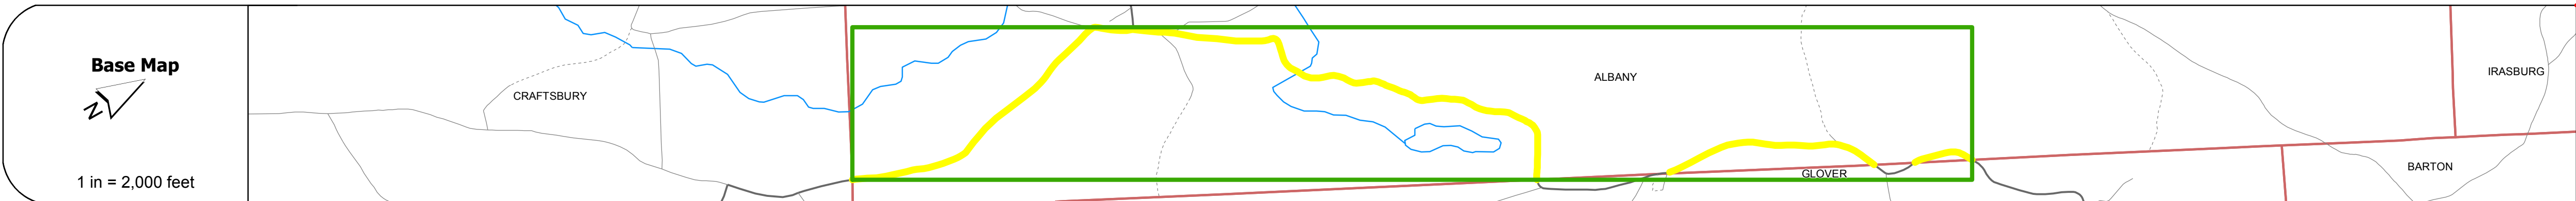 Base Map
N
1 in = 2,000 feet
CRAFTSBURY
ALBANY
GLOVER
IRASBURG
BARTON